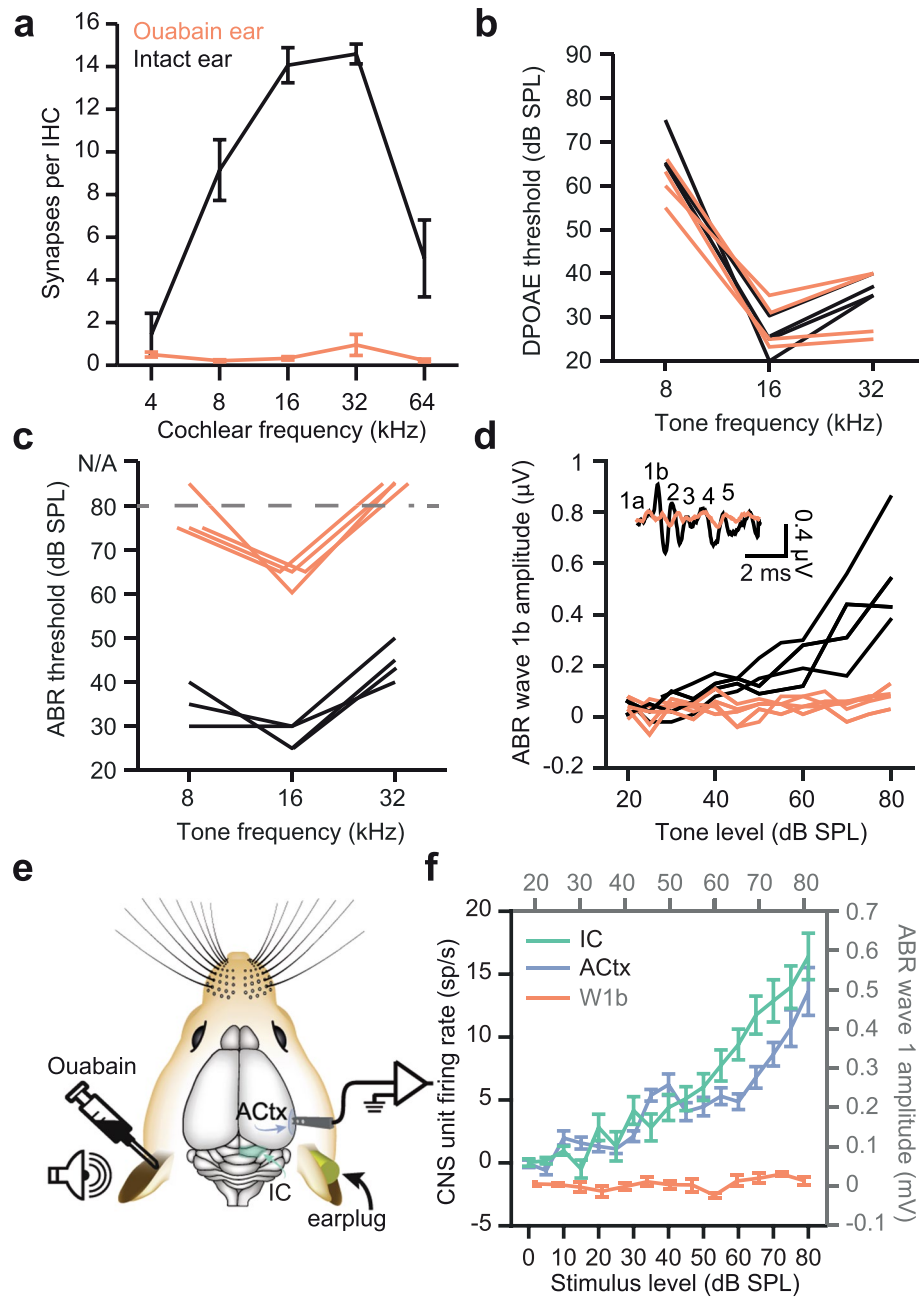 a
Ouabain ear
Intact ear
16
14
12
10
8
6
4
2
0
Synapses per IHC
4 8 16 32 64
Cochlear frequency (kHz)
b
90
80
70
60
50
40
30
20
DPOAE threshold (dB SPL)
8 16 32
Tone frequency (kHz)
c
N/A
80
70
60
50
40
30
20
ABR threshold (dB SPL)
8 16 32
Tone frequency (kHz)
d
1
0.8
0.6
0.4
0.2
0
-0.2
ABR wave 1b amplitude (µV)
1a 1b 2 3 4 5
0.4 µV
2 ms
20 40 60 80
Tone level (dB SPL)
e
Ouabain
ACtx
IC
earplug
f
20 30 40 50 60 70 80
20
15
10
5
0
-5
CNS unit firing rate (sp/s)
IC
ACtx
W1b
0.7
0.6
0.5
0.4
0.3
0.2
0.1
0
-0.1
ABR wave 1 amplitude (mV)
0 10 20 30 40 50 60 70 80
Stimulus level (dB SPL)